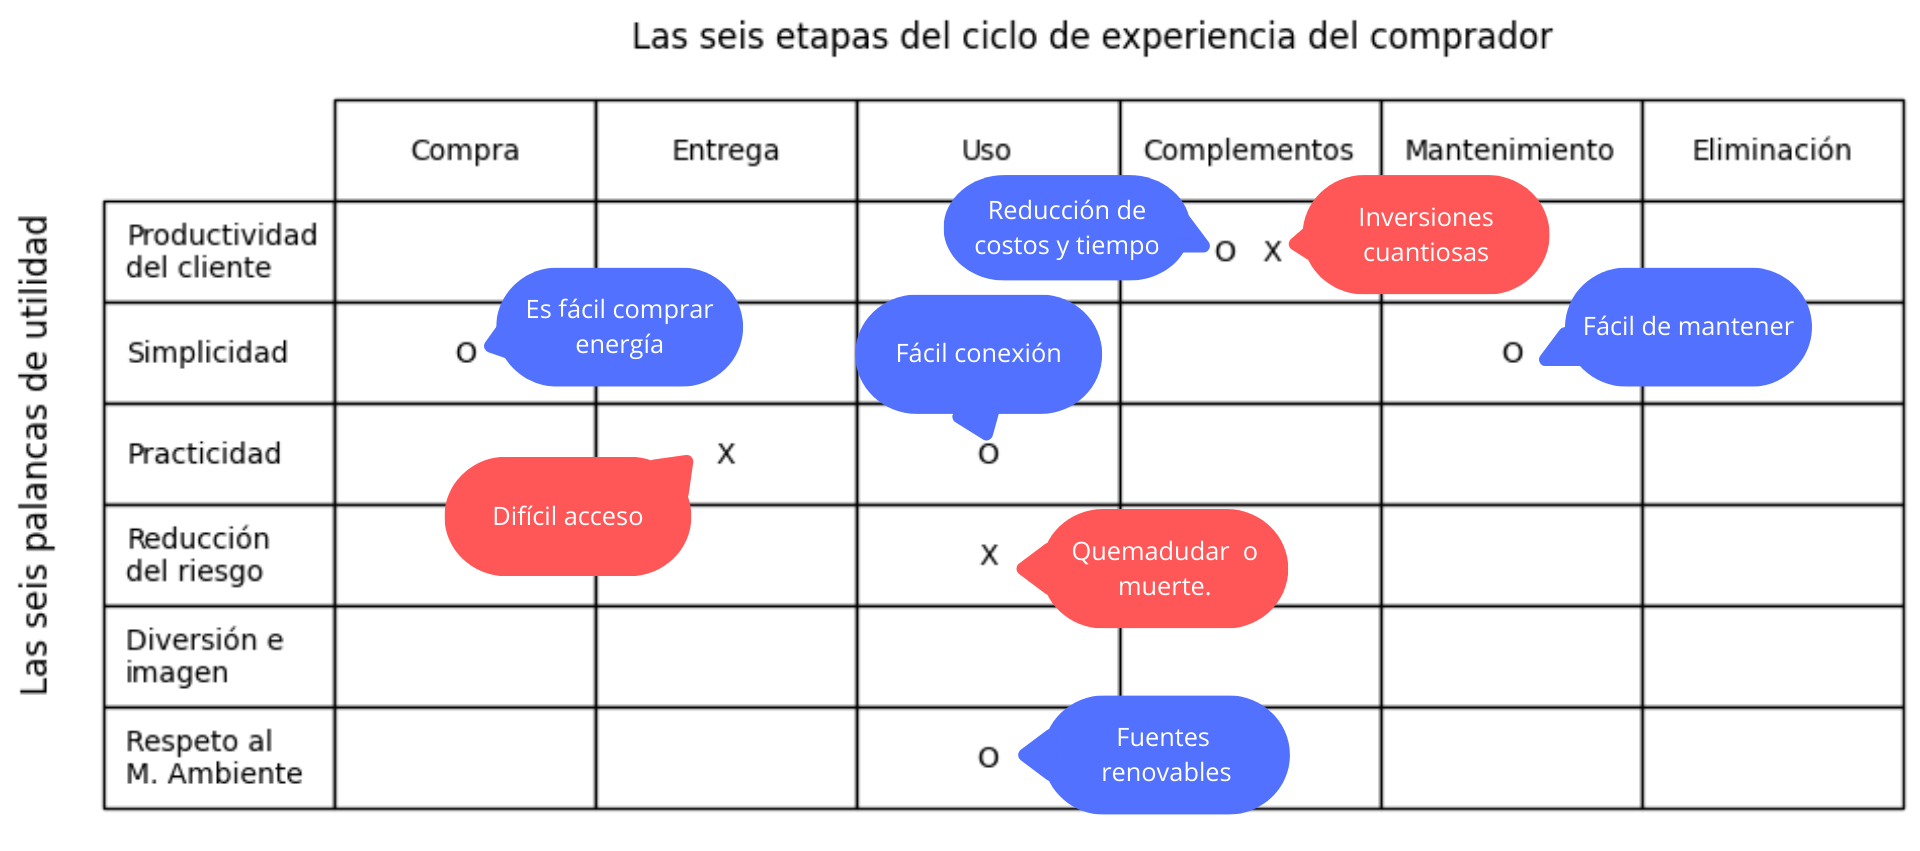 Las seis etapas del ciclo de experiencia del comprador
Compra
Entrega
Uso
Complementos
Mantenimiento
Eliminación
Las seis palancas de utilidad
Productividad
del cliente
Reducción de
costos y tiempo
O
X
Inversiones
cuantiosas
Simplicidad
O
Es fácil comprar
energía
Fácil conexión
O
Fácil de mantener
Practicidad
X
O
Difícil acceso
Reducción
del riesgo
X
Quemadudar o
muerte.
Diversión e
imagen
Respeto al
M. Ambiente
O
Fuentes
renovables